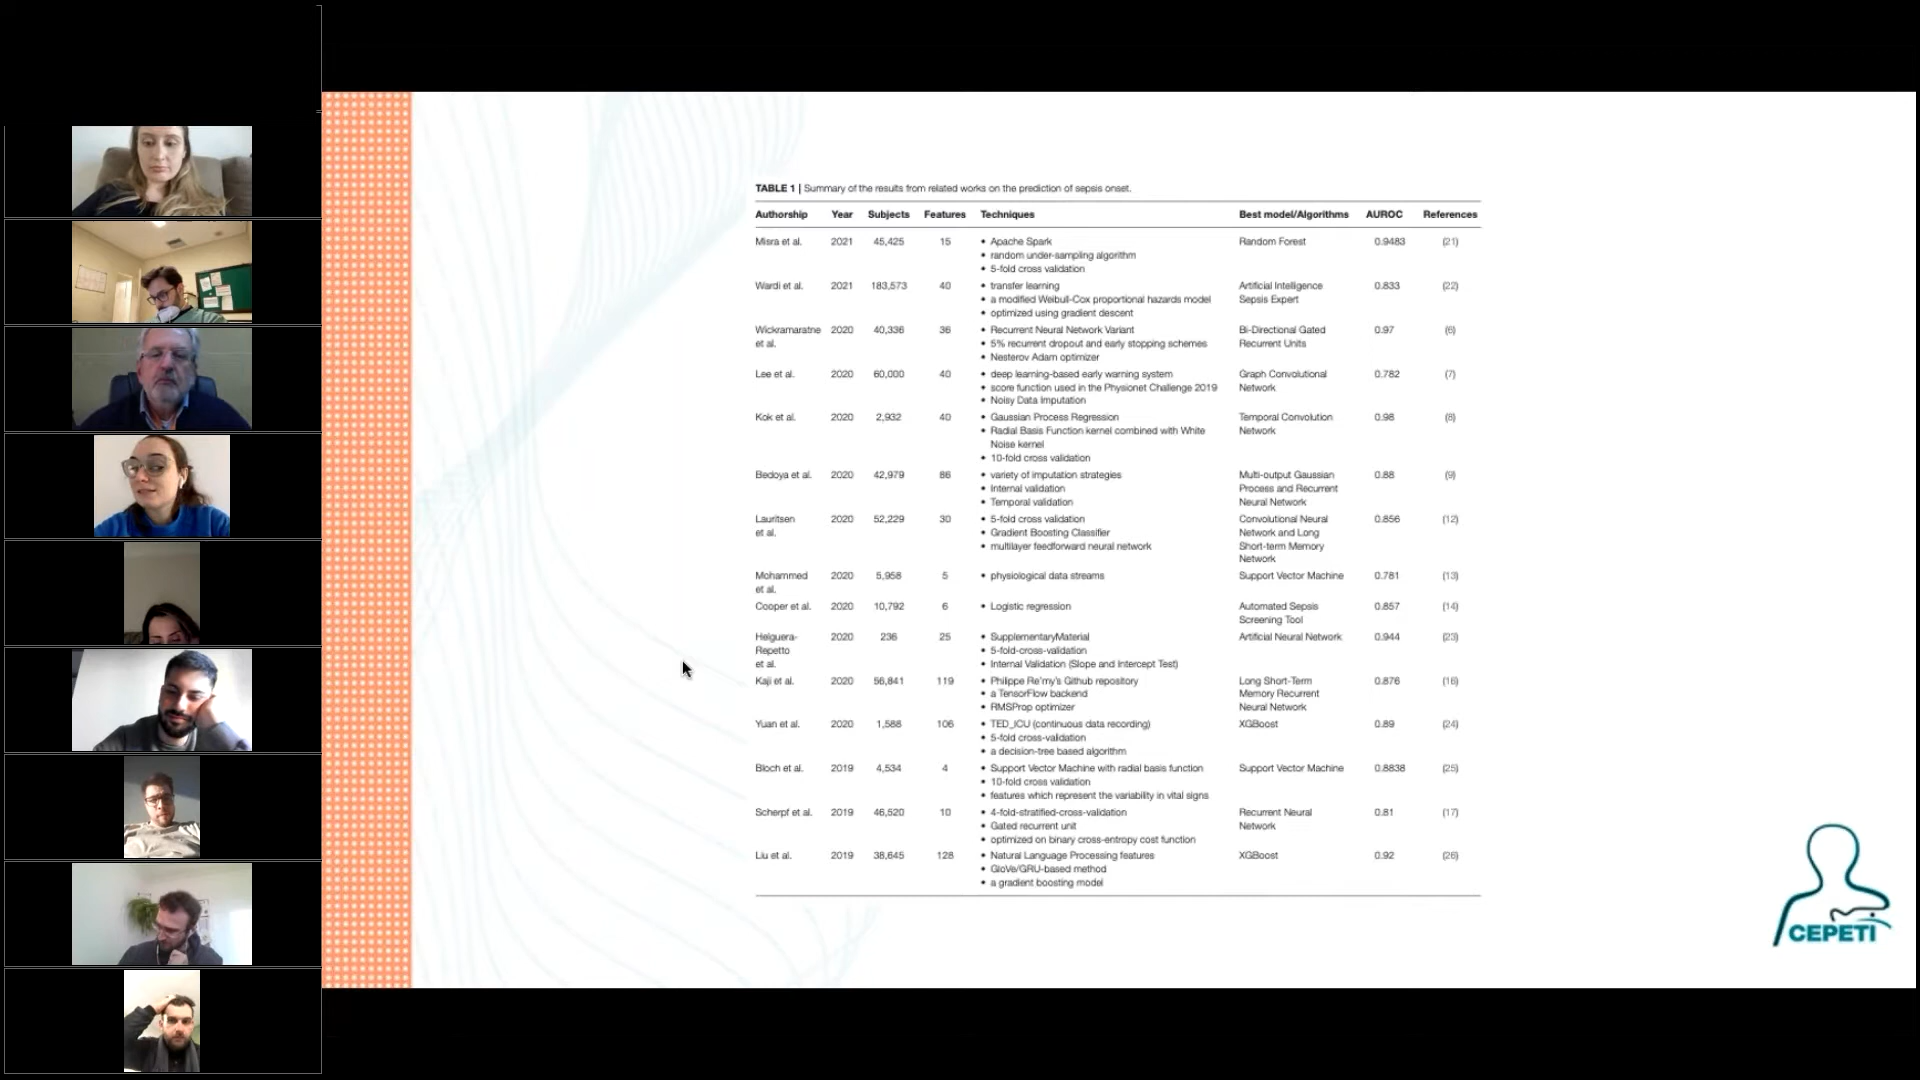 TABLE 1 | Summary of the results from related works on the prediction of sepsis onset.
Authorship Year Subjects Features Techniques Best model/Algorithms AUROC References
Misra et al. 2021 45,425 15 • Apache Spark Random Forest 0.9483 (21)
• random under-sampling algorithm
• 5-fold cross validation
Wardi et al. 2021 183,573 40 • transfer learning Artificial Intelligence 0.833 (22)
• a modified Weibull-Cox proportional hazards model Sepsis Expert
• optimized using gradient descent
Wickramaratne 2020 40,336 36 • Recurrent Neural Network Variant Bi-Directional Gated 0.97 (6)
et al. • 5% recurrent dropout and early stopping schemes Recurrent Units
• Nesterov Adam optimizer
Lee et al. 2020 60,000 40 • deep learning-based early warning system Graph Convolutional 0.782 (7)
• score function used in the Physionet Challenge 2019 Network
• Noisy Data Imputation
Kok et al. 2020 2,932 40 • Gaussian Process Regression Temporal Convolution 0.98 (8)
• Radial Basis Function kernel combined with White Network
Noise kernel
• 10-fold cross validation
Bedoya et al. 2020 42,979 86 • variety of imputation strategies Multi-output Gaussian 0.88 (9)
• Internal validation Process and Recurrent
• Temporal validation Neural Network
Lauritsen 2020 52,229 30 • 5-fold cross validation Convolutional Neural 0.856 (12)
et al. • Gradient Boosting Classifier Network and Long
• multilayer feedforward neural network Short-term Memory
Network
Mohammed 2020 5,958 5 • physiological data streams Support Vector Machine 0.781 (13)
et al.
Cooper et al. 2020 10,792 6 • Logistic regression Automated Sepsis 0.857 (14)
Screening Tool
Helguera- 2020 236 25 • SupplementaryMaterial Artificial Neural Network 0.944 (23)
Repetto • 5-fold-cross-validation
et al. • Internal Validation (Slope and Intercept Test)
Kaji et al. 2020 56,841 119 • Philippe Re'my's Github repository Long Short-Term 0.876 (16)
• a TensorFlow backend Memory Recurrent
• RMSProp optimizer Neural Network
Yuan et al. 2020 1,588 106 • TED_ICU (continuous data recording) XGBoost 0.89 (24)
• 5-fold cross-validation
• a decision-tree based algorithm
Bloch et al. 2019 4,534 4 • Support Vector Machine with radial basis function Support Vector Machine 0.8838 (25)
• 10-fold cross validation
• features which represent the variability in vital signs
Scherpf et al. 2019 46,520 10 • 4-fold-stratified-cross-validation Recurrent Neural 0.81 (17)
• Gated recurrent unit Network
• optimized on binary cross-entropy cost function
Liu et al. 2019 38,645 128 • Natural Language Processing features XGBoost 0.92 (26)
• GloVe/GRU-based method
• a gradient boosting model
CEPETI